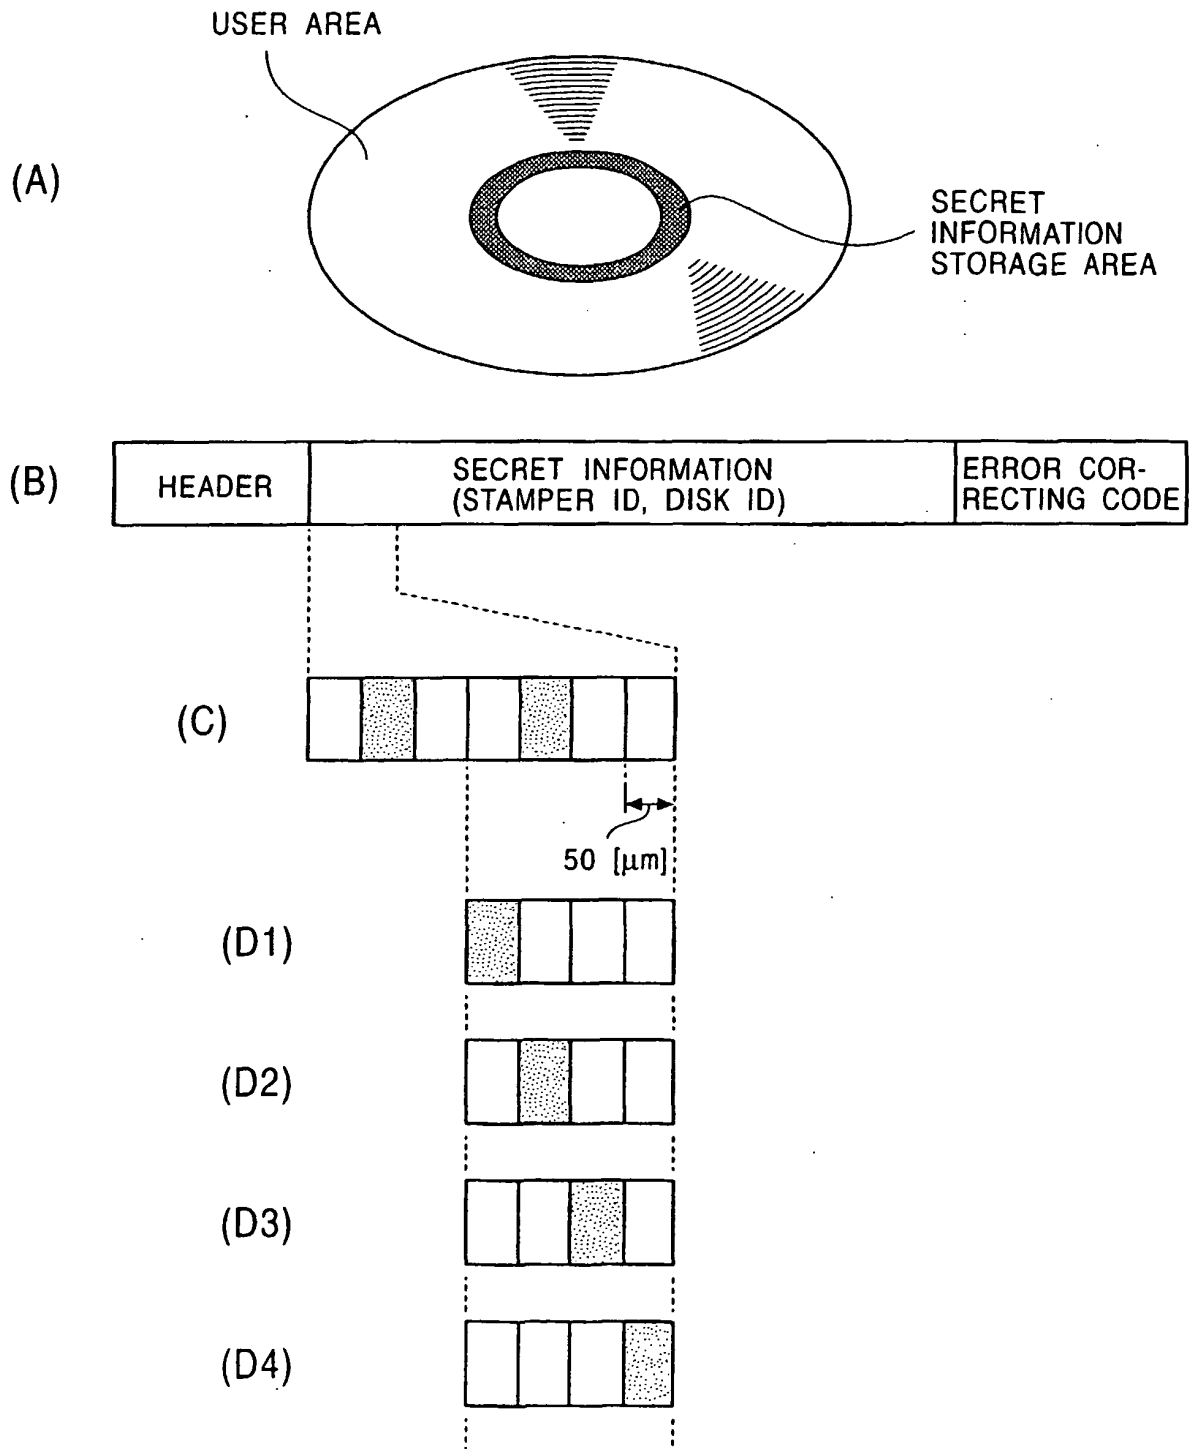 USER AREA
(A)
SECRET
INFORMATION
STORAGE AREA
(B)
HEADER
SECRET INFORMATION
(STAMPER ID, DISK ID)
ERROR COR-
RECTING CODE
(C)
50 [μm]
(D1)
(D2)
(D3)
(D4)